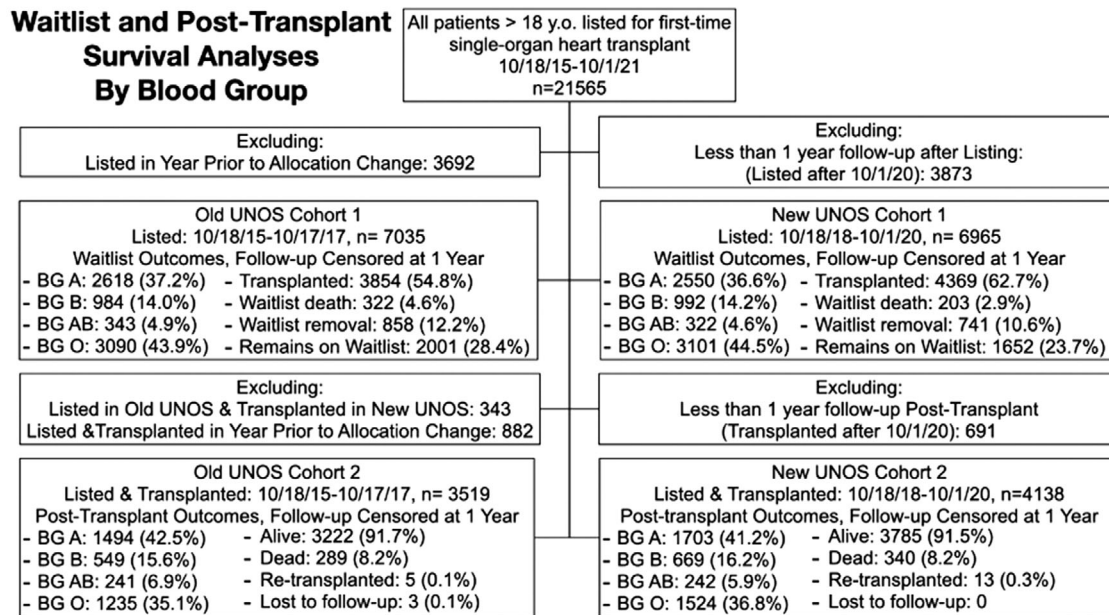 Waitlist and Post-Transplant
Survival Analyses
By Blood Group
All patients > 18 y.o. listed for first-time
single-organ heart transplant
10/18/15-10/1/21
n=21565
Excluding:
Listed in Year Prior to Allocation Change: 3692
Excluding:
Less than 1 year follow-up after Listing:
(Listed after 10/1/20): 3873
Old UNOS Cohort 1
Listed: 10/18/15-10/17/17, n= 7035
Waitlist Outcomes, Follow-up Censored at 1 Year
- BG A: 2618 (37.2%) - Transplanted: 3854 (54.8%)
- BG B: 984 (14.0%) - Waitlist death: 322 (4.6%)
- BG AB: 343 (4.9%) - Waitlist removal: 858 (12.2%)
- BG O: 3090 (43.9%) - Remains on Waitlist: 2001 (28.4%)
New UNOS Cohort 1
Listed: 10/18/18-10/1/20, n= 6965
Waitlist Outcomes, Follow-up Censored at 1 Year
- BG A: 2550 (36.6%) - Transplanted: 4369 (62.7%)
- BG B: 992 (14.2%) - Waitlist death: 203 (2.9%)
- BG AB: 322 (4.6%) - Waitlist removal: 741 (10.6%)
- BG O: 3101 (44.5%) - Remains on Waitlist: 1652 (23.7%)
Excluding:
Listed in Old UNOS & Transplanted in New UNOS: 343
Listed &Transplanted in Year Prior to Allocation Change: 882
Excluding:
Less than 1 year follow-up Post-Transplant
(Transplanted after 10/1/20): 691
Old UNOS Cohort 2
Listed & Transplanted: 10/18/15-10/17/17, n= 3519
Post-Transplant Outcomes, Follow-up Censored at 1 Year
- BG A: 1494 (42.5%) - Alive: 3222 (91.7%)
- BG B: 549 (15.6%) - Dead: 289 (8.2%)
- BG AB: 241 (6.9%) - Re-transplanted: 5 (0.1%)
- BG O: 1235 (35.1%) - Lost to follow-up: 3 (0.1%)
New UNOS Cohort 2
Listed & Transplanted: 10/18/18-10/1/20, n=4138
Post-transplant Outcomes, Follow-up Censored at 1 Year
- BG A: 1703 (41.2%) - Alive: 3785 (91.5%)
- BG B: 669 (16.2%) - Dead: 340 (8.2%)
- BG AB: 242 (5.9%) - Re-transplanted: 13 (0.3%)
- BG O: 1524 (36.8%) - Lost to follow-up: 0